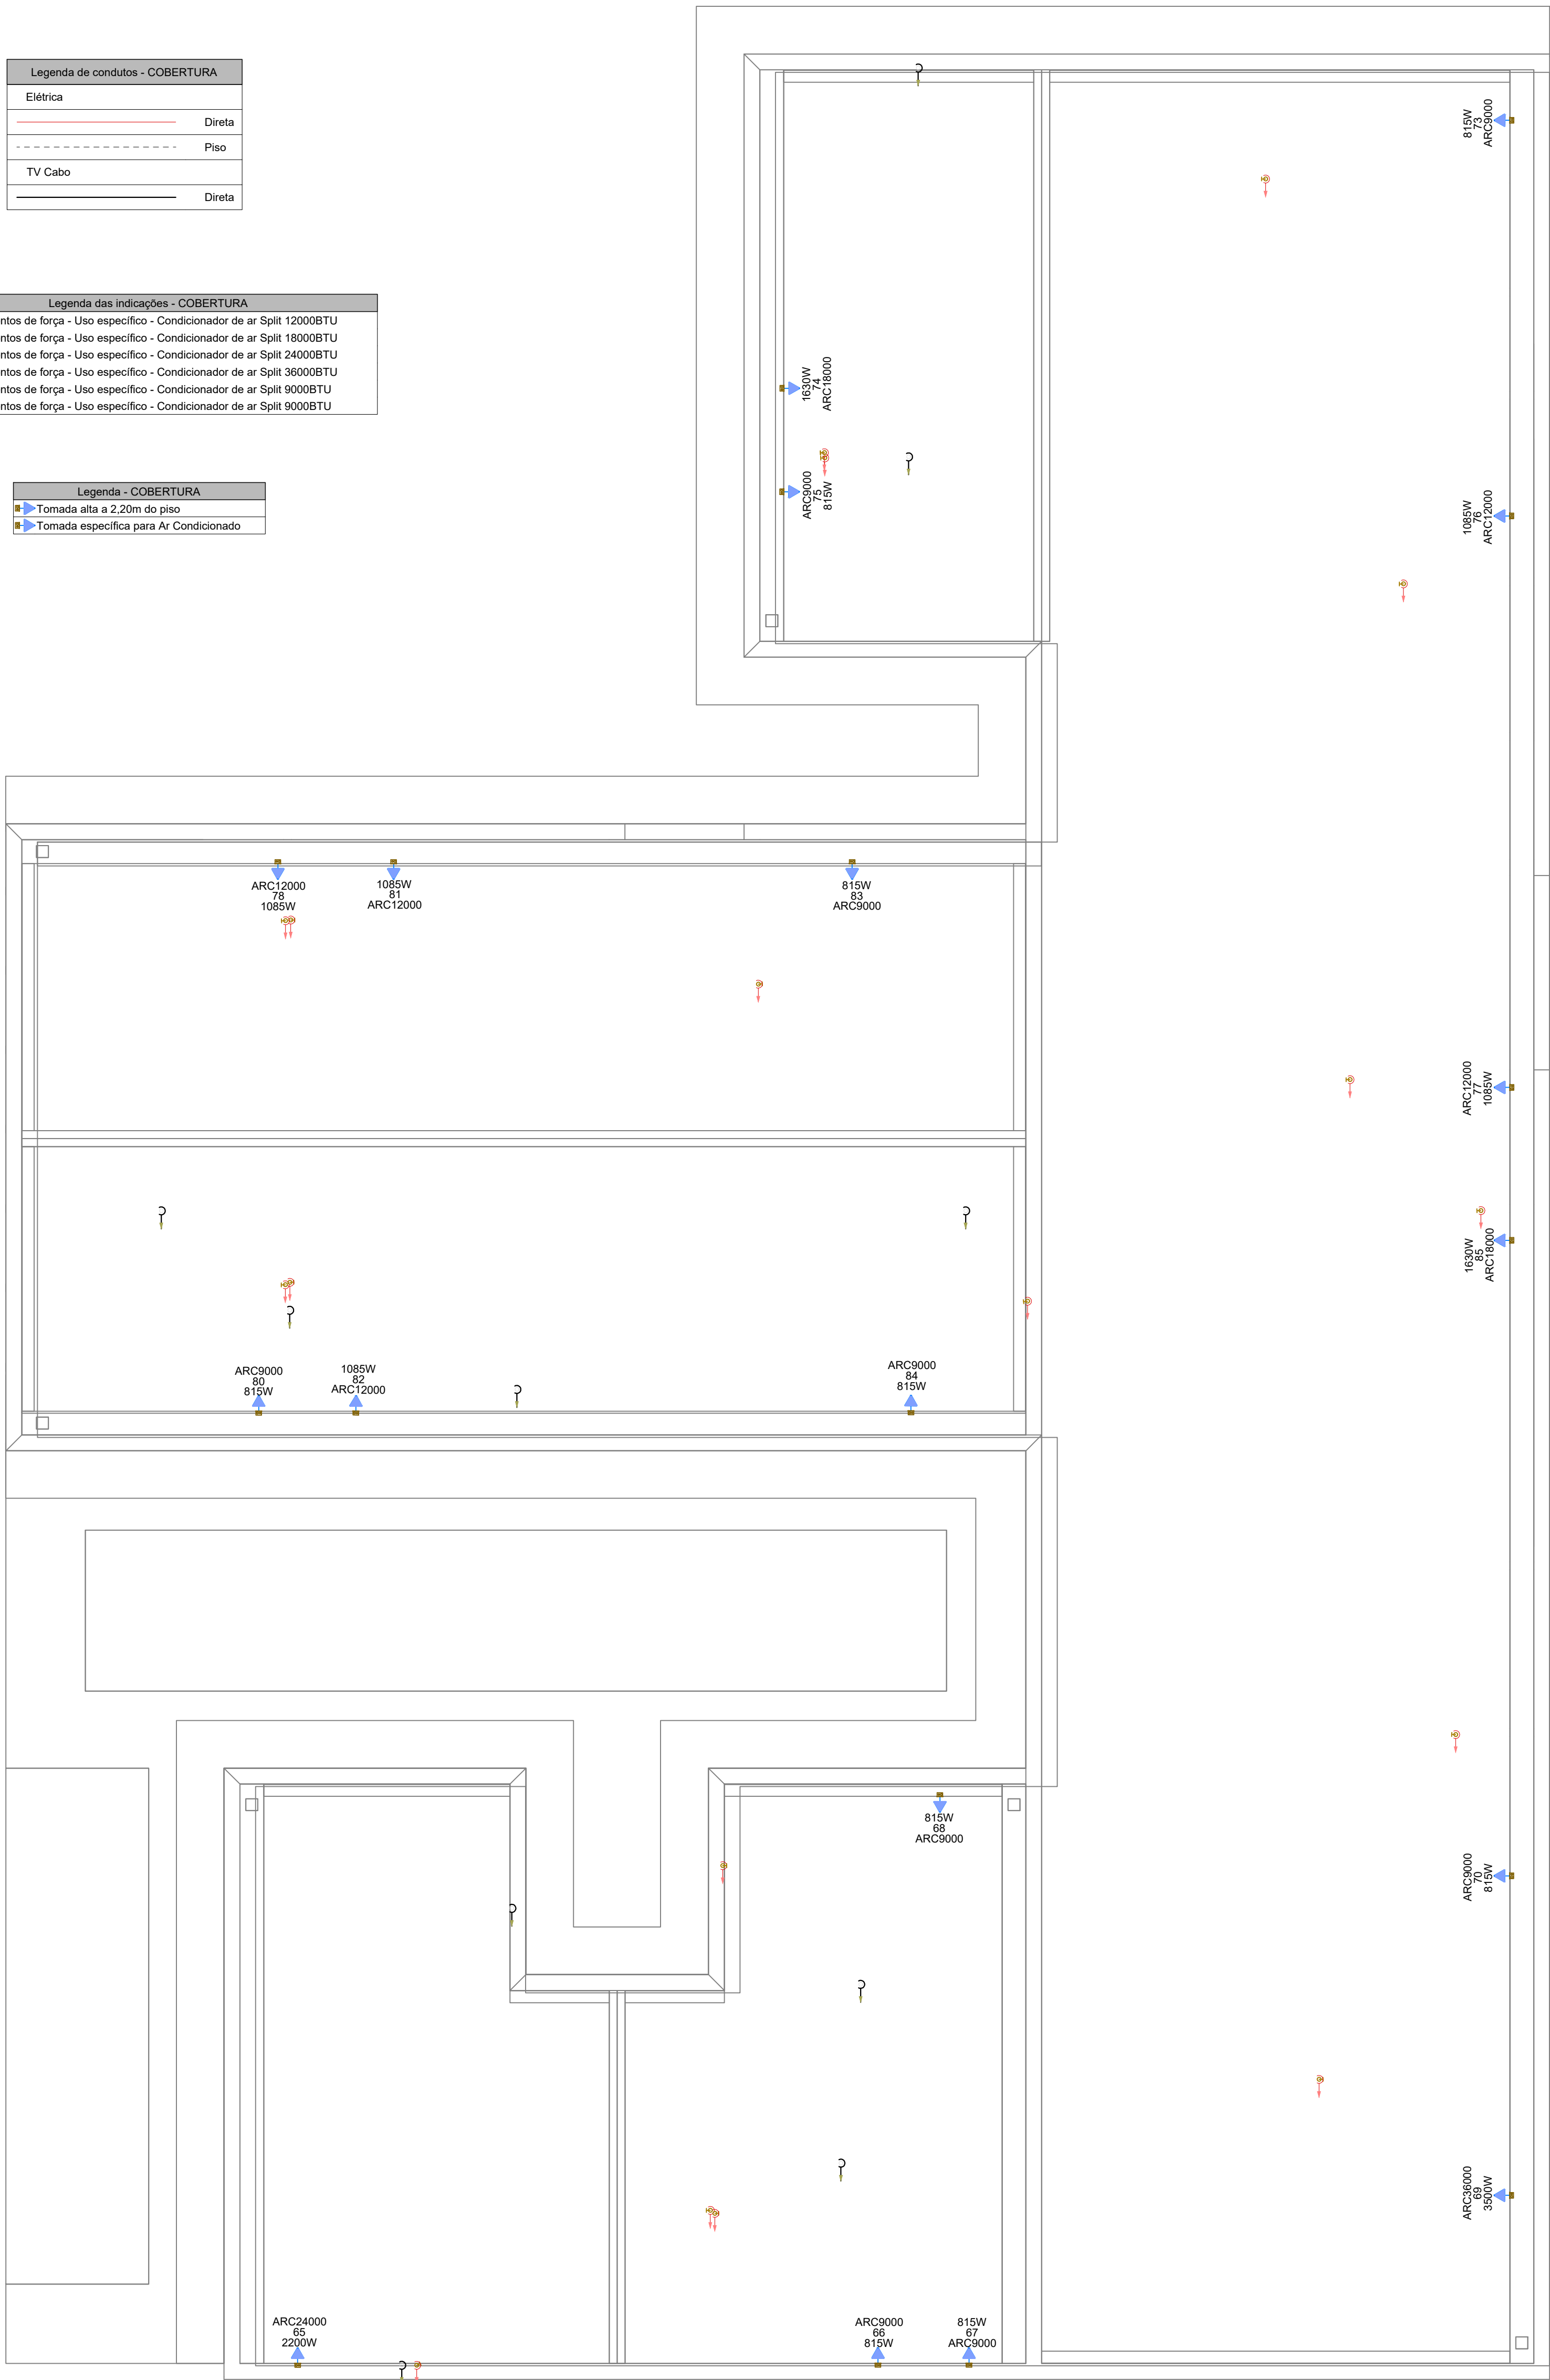 Legenda de condutos - COBERTURA
Elétrica
Direta
Piso
TV Cabo
Direta
Legenda das indicações - COBERTURA
ntos de força - Uso específico - Condicionador de ar Split 12000BTU
ntos de força - Uso específico - Condicionador de ar Split 18000BTU
ntos de força - Uso específico - Condicionador de ar Split 24000BTU
ntos de força - Uso específico - Condicionador de ar Split 36000BTU
ntos de força - Uso específico - Condicionador de ar Split 9000BTU
ntos de força - Uso específico - Condicionador de ar Split 9000BTU
Legenda - COBERTURA
Tomada alta a 2,20m do piso
Tomada específica para Ar Condicionado
815W
73
ARC9000
1630W
74
ARC18000
ARC9000
75
815W
1085W
76
ARC12000
ARC12000
78
1085W
1085W
81
ARC12000
815W
83
ARC9000
ARC12000
77
1085W
1630W
85
ARC18000
ARC9000
80
815W
1085W
82
ARC12000
ARC9000
84
815W
815W
68
ARC9000
ARC9000
70
815W
ARC36000
69
3500W
ARC24000
65
2200W
ARC9000
66
815W
815W
67
ARC9000